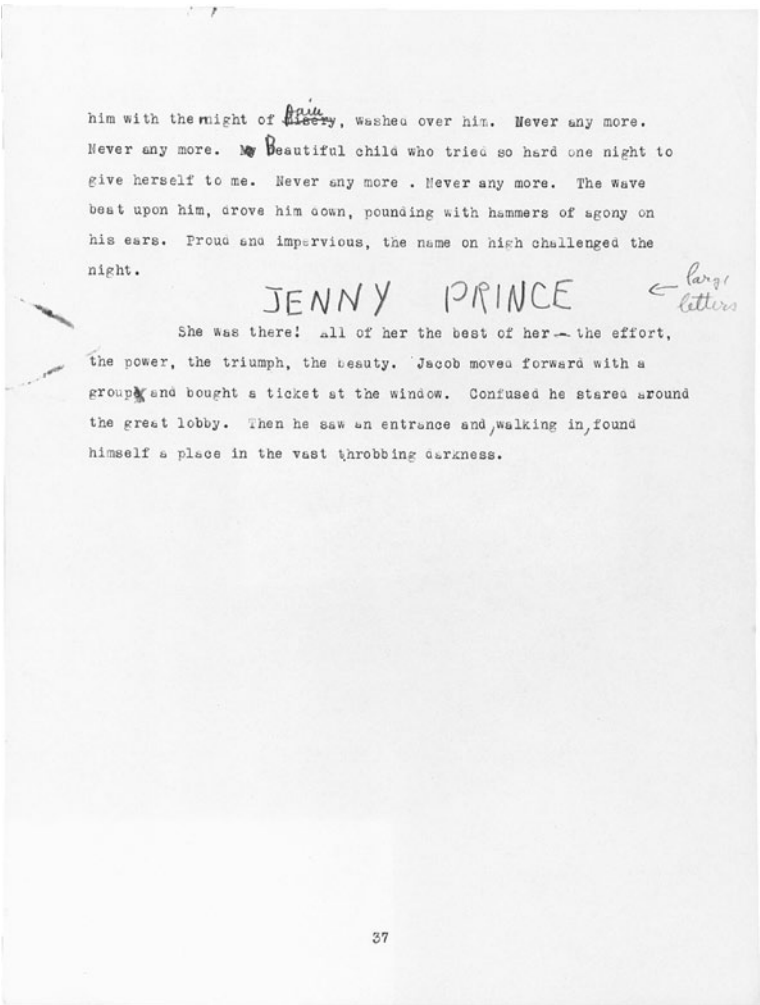 him with the might of pain misery, washed over him. Never any more.
Never any more. My Beautiful child who tried so hard one night to
give herself to me. Never any more . Never any more. The wave
beat upon him, drove him down, pounding with hammers of agony on
his ears. Proud and impervious, the name on high challenged the
night.
JENNY PRINCE
← large
letters
She was there! All of her the best of her — the effort,
the power, the triumph, the beauty. Jacob moved forward with a
group and bought a ticket at the window. Confused he stared around
the great lobby. Then he saw an entrance and, walking in, found
himself a place in the vast throbbing darkness.
37